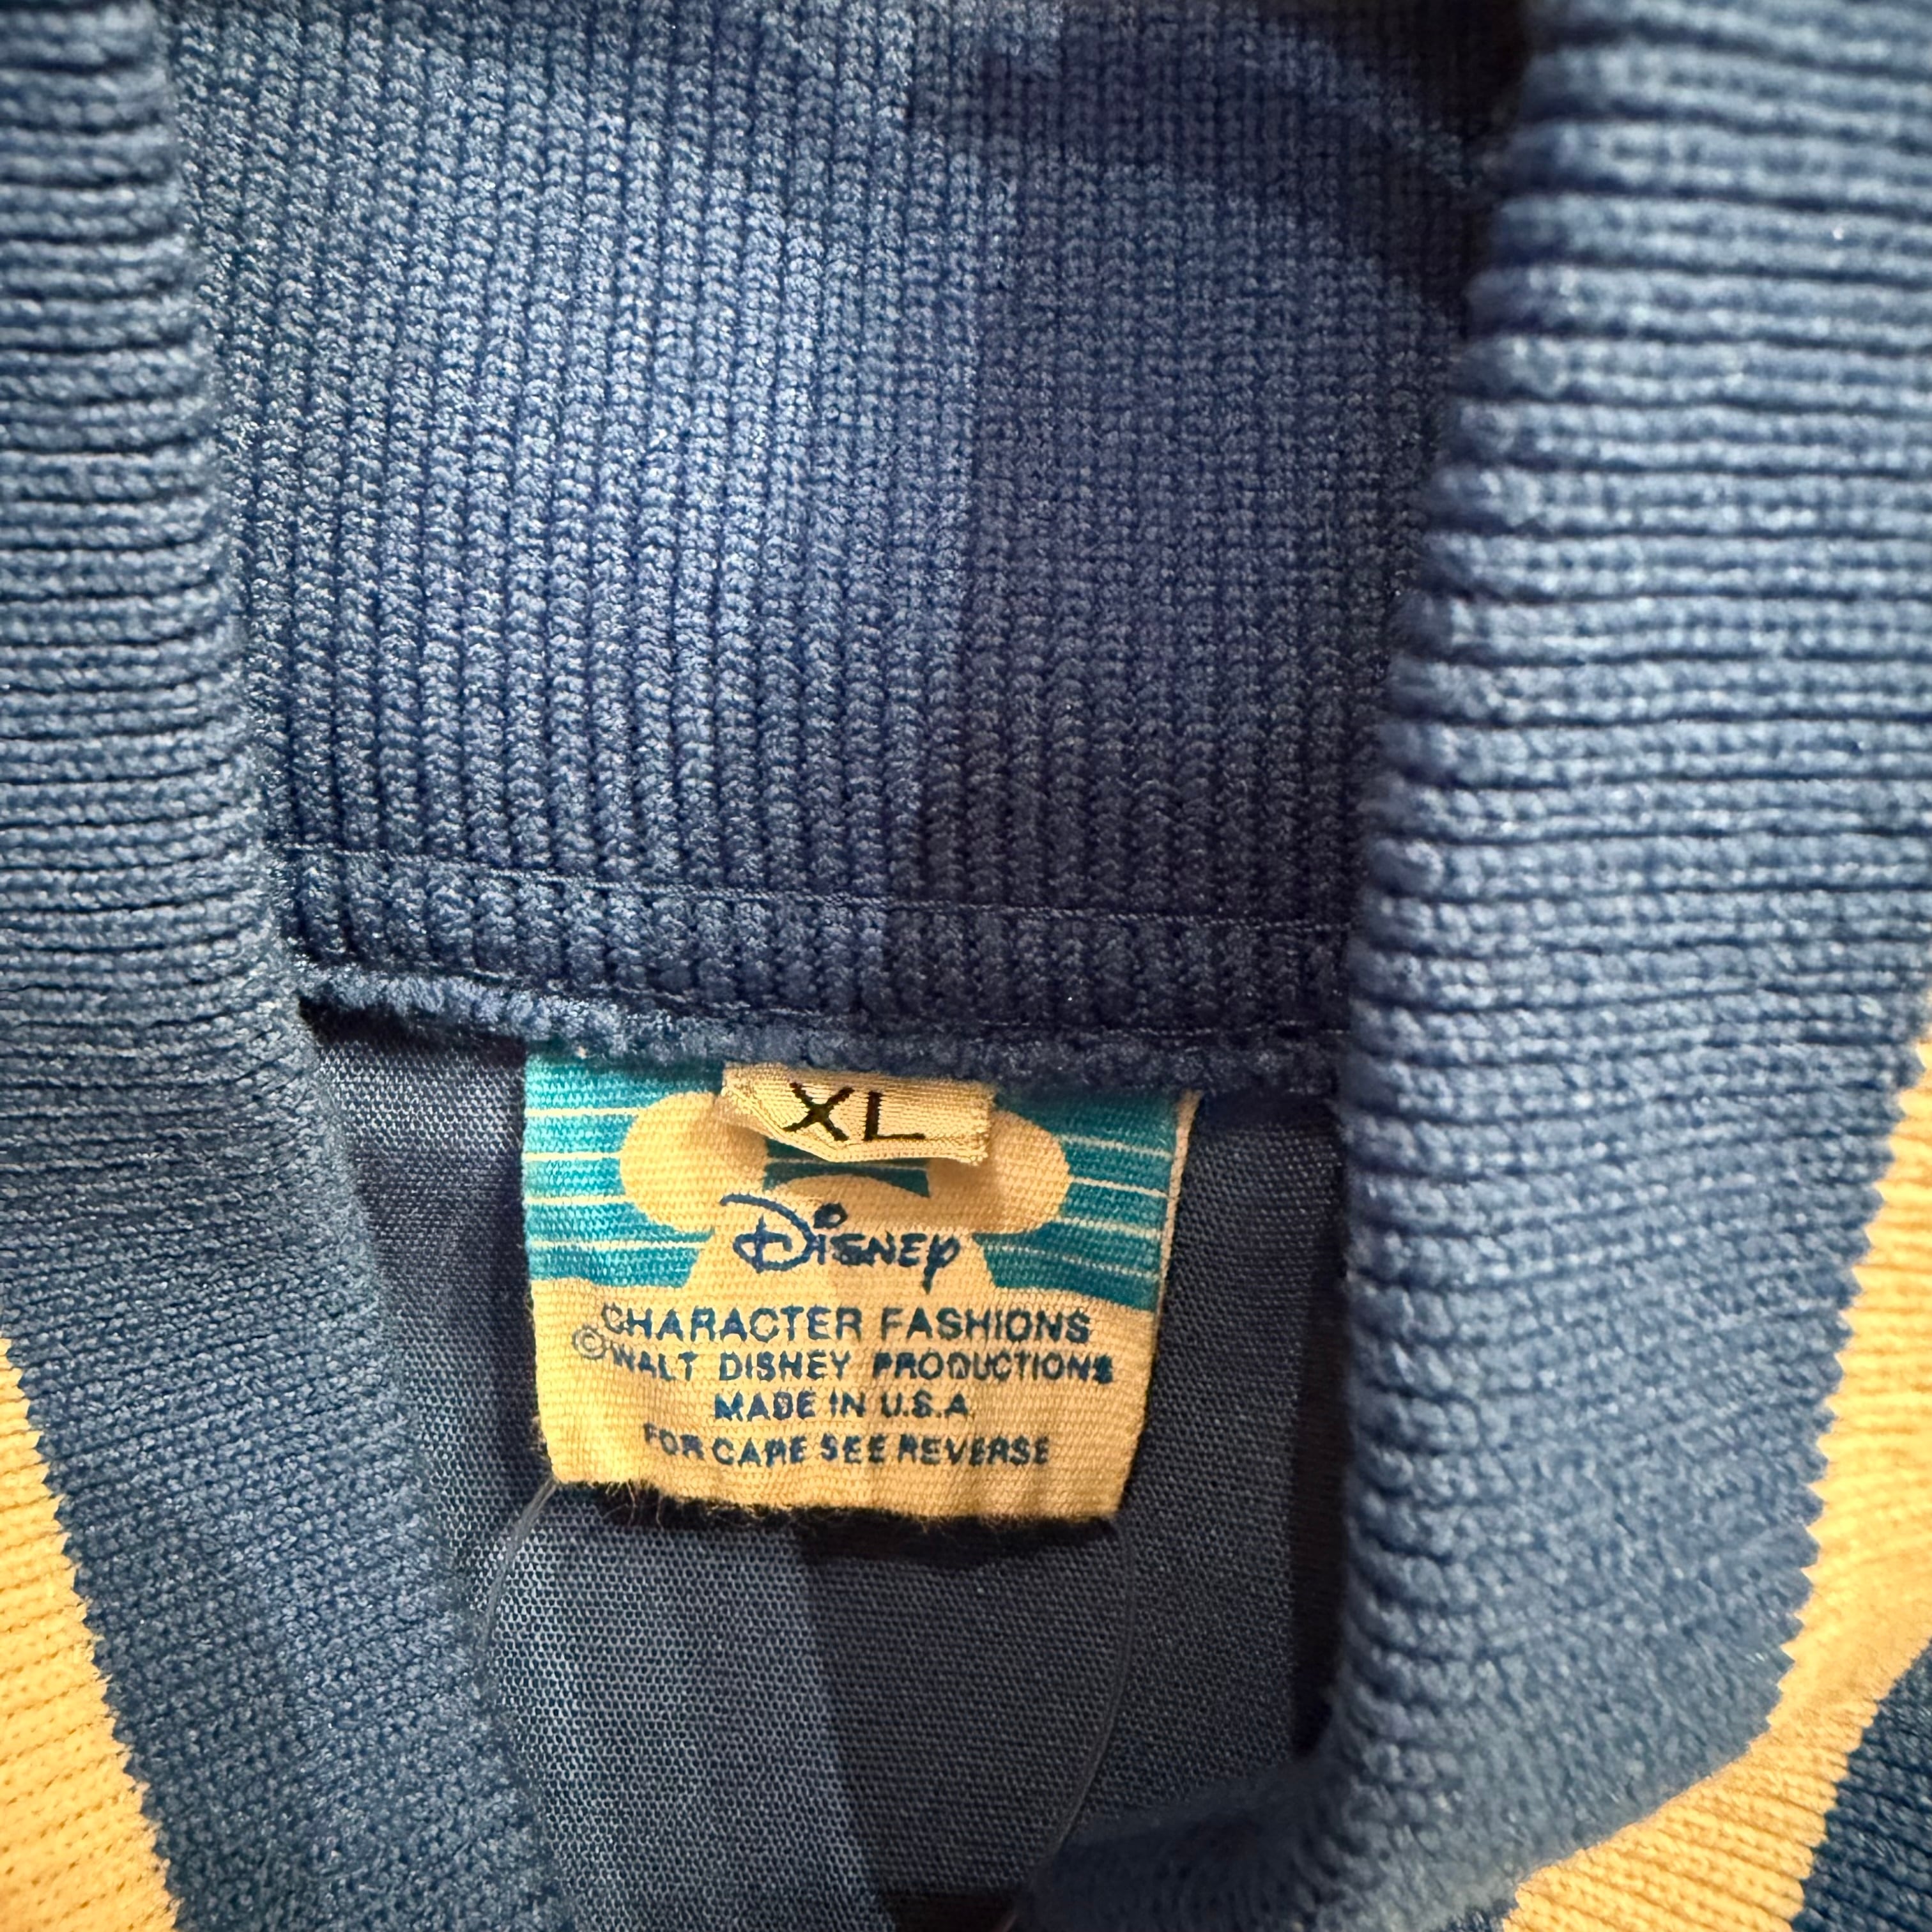 XL
Disney
CHARACTER FASHIONS
©WALT DISNEY PRODUCTIONS
MADE IN U.S.A.
FOR CARE SEE REVERSE